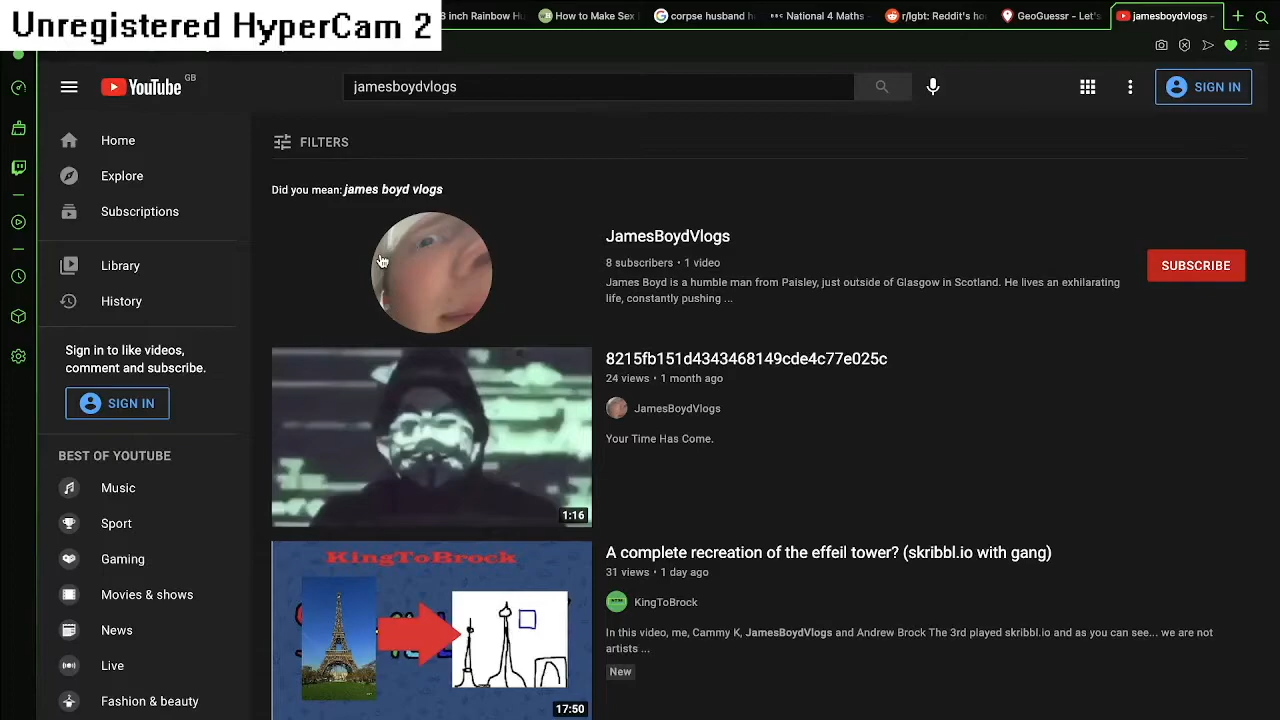 Unregistered HyperCam 2
3 inch Rainbow Hu
How to Make Sex
corpse husband h
BBC
National 4 Maths -
r/lgbt: Reddit's ho
GeoGuessr - Let's
jamesboydvlogs -
YouTube GB
jamesboydvlogs
SIGN IN
Home
Explore
Subscriptions
Library
History
Sign in to like videos,
comment and subscribe.
SIGN IN
BEST OF YOUTUBE
Music
Sport
Gaming
Movies & shows
News
Live
Fashion & beauty
FILTERS
Did you mean: james boyd vlogs
JamesBoydVlogs
8 subscribers • 1 video
James Boyd is a humble man from Paisley, just outside of Glasgow in Scotland. He lives an exhilarating
life, constantly pushing ...
SUBSCRIBE
1:16
8215fb151d4343468149cde4c77e025c
24 views • 1 month ago
JamesBoydVlogs
Your Time Has Come.
KingToBrock
17:50
A complete recreation of the effeil tower? (skribbl.io with gang)
31 views • 1 day ago
KingToBrock
In this video, me, Cammy K, JamesBoydVlogs and Andrew Brock The 3rd played skribbl.io and as you can see... we are not
artists ...
New